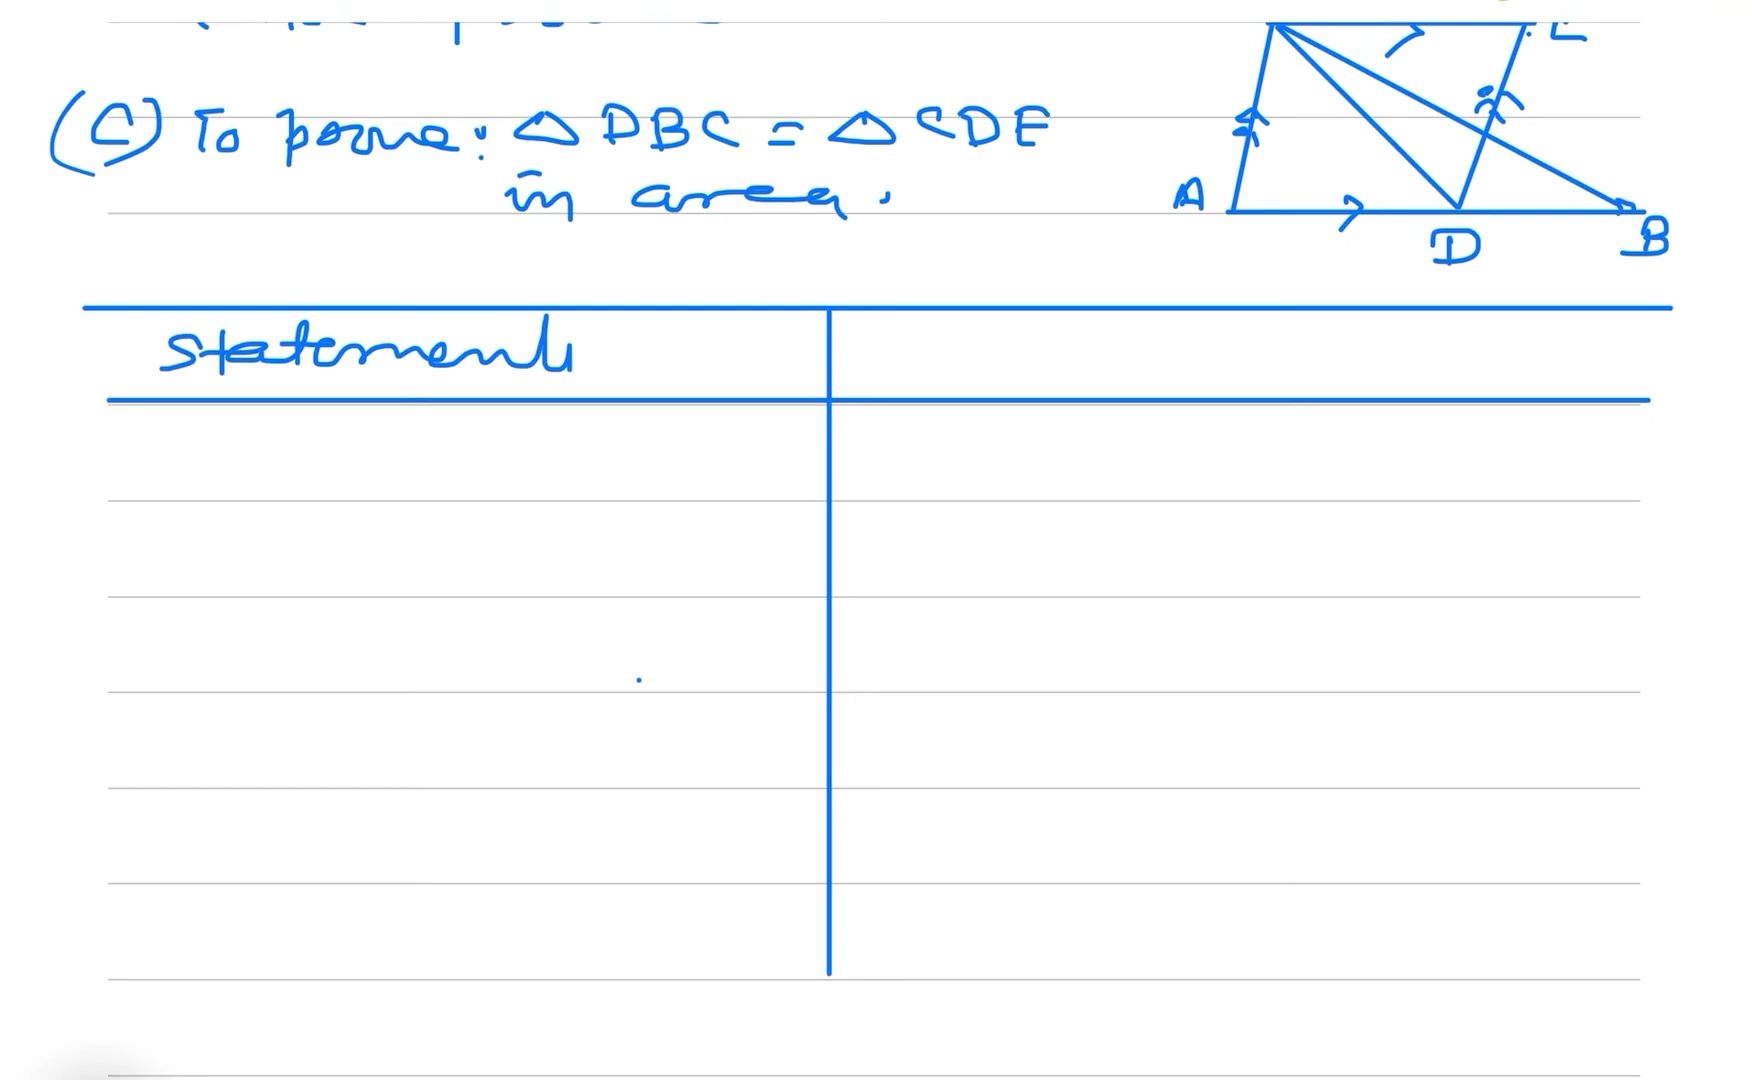 (C) To prove: △ DBC = △ CDE
in area.
A
D
B
Statements